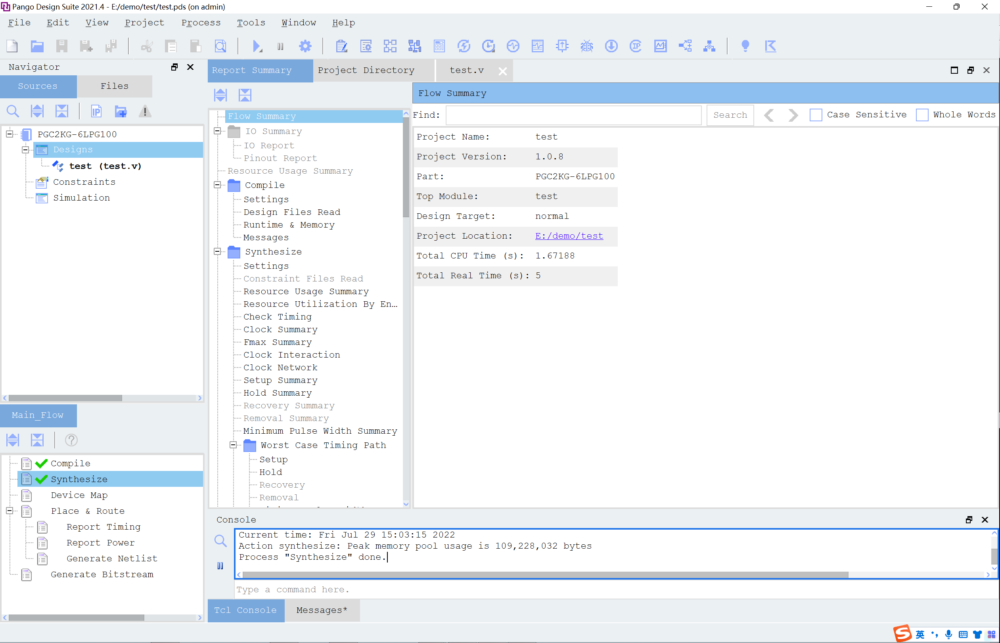 Pango Design Suite 2021.4 - E:/demo/test/test.pds (on admin)
File Edit View Project Process Tools Window Help
Navigator
Sources Files
PGC2KG-6LPG100
Designs
test (test.v)
Constraints
Simulation
Main_Flow
Compile
Synthesize
Device Map
Place & Route
Report Timing
Report Power
Generate Netlist
Generate Bitstream
Report Summary Project Directory test.v
Flow Summary
IO Summary
IO Report
Pinout Report
Resource Usage Summary
Compile
Settings
Design Files Read
Runtime & Memory
Messages
Synthesize
Settings
Constraint Files Read
Resource Usage Summary
Resource Utilization By En...
Check Timing
Clock Summary
Fmax Summary
Clock Interaction
Clock Network
Setup Summary
Hold Summary
Recovery Summary
Removal Summary
Minimum Pulse Width Summary
Worst Case Timing Path
Setup
Hold
Recovery
Removal
Flow Summary
Find: Search Case Sensitive Whole Words
Project Name: test
Project Version: 1.0.8
Part: PGC2KG-6LPG100
Top Module: test
Design Target: normal
Project Location: E:/demo/test
Total CPU Time (s): 1.67188
Total Real Time (s): 5
Console
Current time: Fri Jul 29 15:03:15 2022
Action synthesize: Peak memory pool usage is 109,228,032 bytes
Process "Synthesize" done.
Type a command here.
Tcl Console Messages*
英